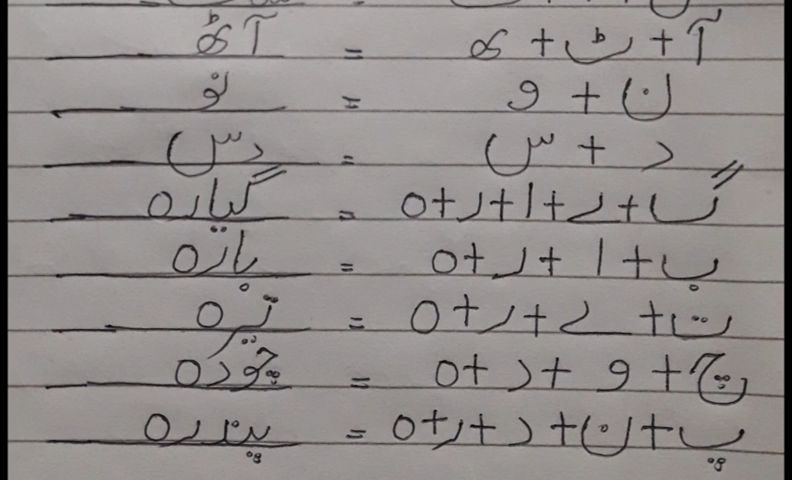 آ + ٹ + ھ = آٹھ
ن + و = نو
د + س = دس
گ + ے + ا + ر + ہ = گیارہ
ب + ا + ر + ہ = بارہ
ت + ے + ر + ہ = تیرہ
چ + و + د + ہ = چودہ
پ + ن + د + ر + ہ = پندرہ